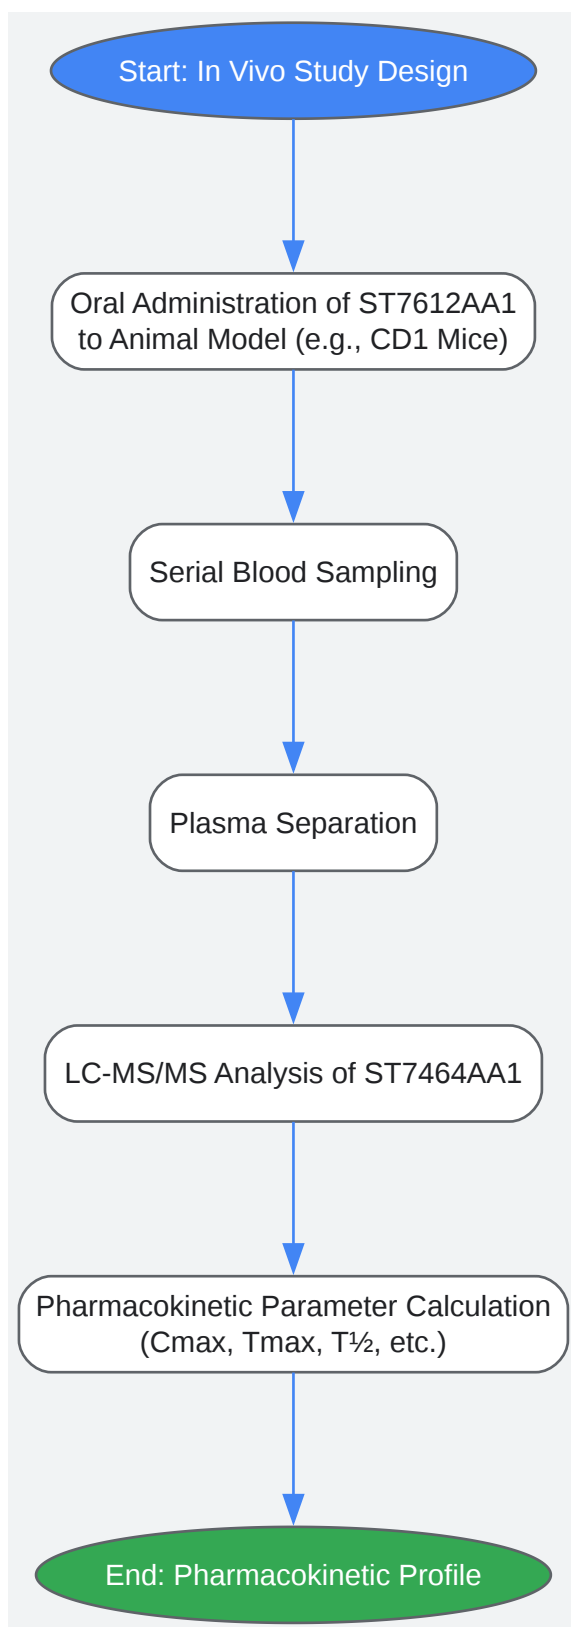 Start: In Vivo Study Design
Oral Administration of ST7612AA1
to Animal Model (e.g., CD1 Mice)
Serial Blood Sampling
Plasma Separation
LC-MS/MS Analysis of ST7464AA1
Pharmacokinetic Parameter Calculation
(Cmax, Tmax, T½, etc.)
End: Pharmacokinetic Profile